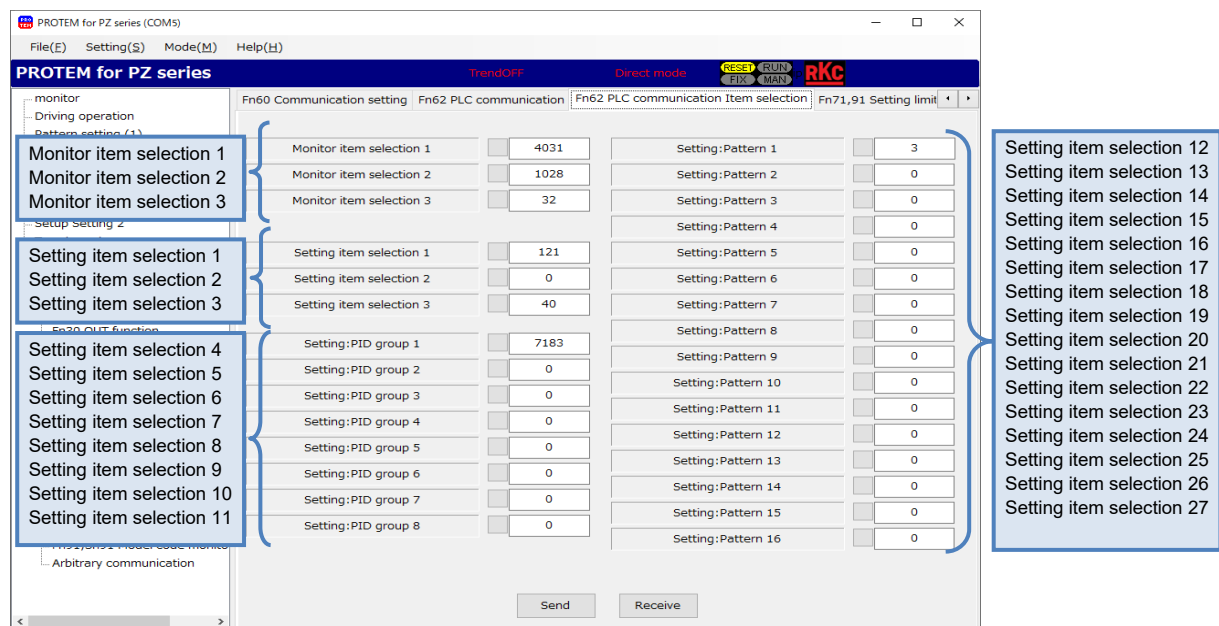 PROTEM for PZ series (COM5)
File(F) Setting(S) Mode(M) Help(H)
PROTEM for PZ series TrendOFF Direct mode RESET RUN FIX MAN RKC
monitor
Driving operation
Pattern setting (1)
Setup Setting 2
Fn30 OUT function
Arbitrary communication
Fn60 Communication setting Fn62 PLC communication Fn62 PLC communication Item selection Fn71,91 Setting limit
Monitor item selection 1 4031
Monitor item selection 2 1028
Monitor item selection 3 32
Setting item selection 1 121
Setting item selection 2 0
Setting item selection 3 40
Setting:PID group 1 7183
Setting:PID group 2 0
Setting:PID group 3 0
Setting:PID group 4 0
Setting:PID group 5 0
Setting:PID group 6 0
Setting:PID group 7 0
Setting:PID group 8 0
Setting:Pattern 1 3
Setting:Pattern 2 0
Setting:Pattern 3 0
Setting:Pattern 4 0
Setting:Pattern 5 0
Setting:Pattern 6 0
Setting:Pattern 7 0
Setting:Pattern 8 0
Setting:Pattern 9 0
Setting:Pattern 10 0
Setting:Pattern 11 0
Setting:Pattern 12 0
Setting:Pattern 13 0
Setting:Pattern 14 0
Setting:Pattern 15 0
Setting:Pattern 16 0
Send Receive
Monitor item selection 1
Monitor item selection 2
Monitor item selection 3
Setting item selection 1
Setting item selection 2
Setting item selection 3
Setting item selection 4
Setting item selection 5
Setting item selection 6
Setting item selection 7
Setting item selection 8
Setting item selection 9
Setting item selection 10
Setting item selection 11
Setting item selection 12
Setting item selection 13
Setting item selection 14
Setting item selection 15
Setting item selection 16
Setting item selection 17
Setting item selection 18
Setting item selection 19
Setting item selection 20
Setting item selection 21
Setting item selection 22
Setting item selection 23
Setting item selection 24
Setting item selection 25
Setting item selection 26
Setting item selection 27